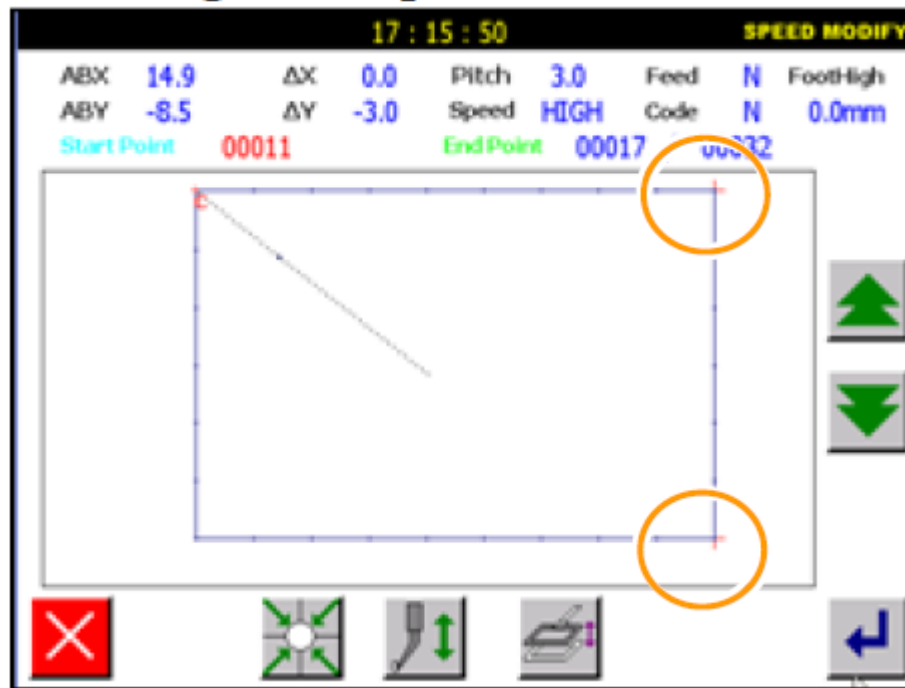 17 : 15 : 50 SPEED MODIFY
ABX 14.9 ΔX 0.0 Pitch 3.0 Feed N FootHigh
ABY -8.5 ΔY -3.0 Speed HIGH Code N 0.0mm
Start Point 00011 End Point 00017 00032